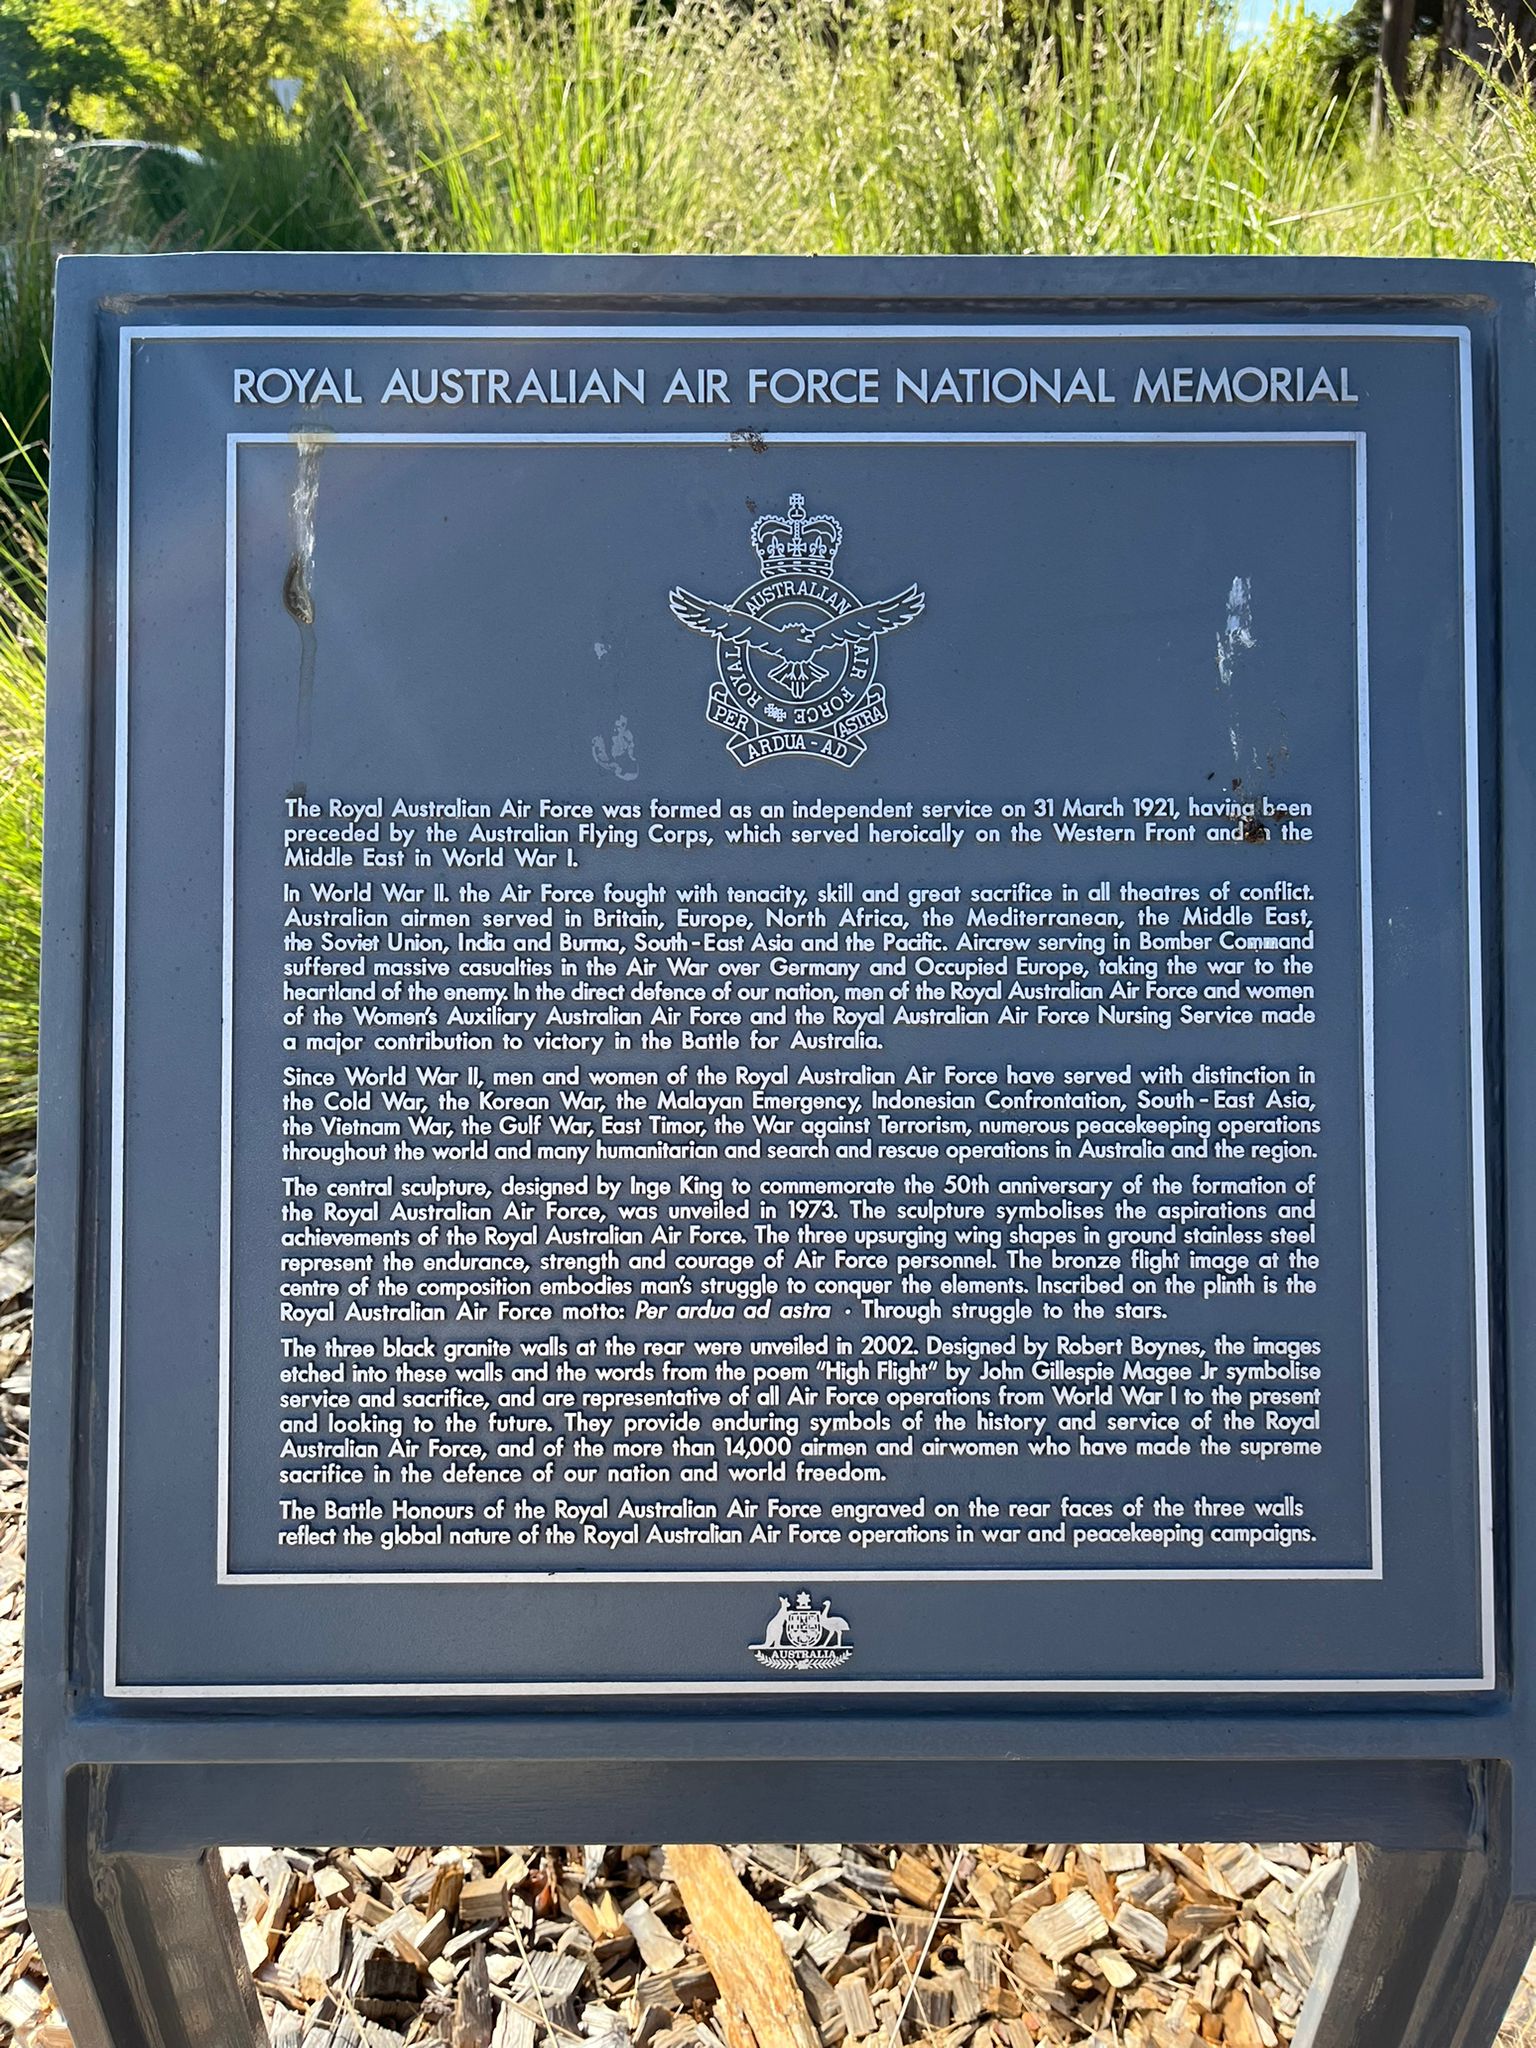 ROYAL AUSTRALIAN AIR FORCE NATIONAL MEMORIAL
AUSTRALIAN
ROYAL AIR FORCE
PER ARDUA - AD ASTRA
The Royal Australian Air Force was formed as an independent service on 31 March 1921, having been
preceded by the Australian Flying Corps, which served heroically on the Western Front and in the
Middle East in World War I.
In World War II. the Air Force fought with tenacity, skill and great sacrifice in all theatres of conflict.
Australian airmen served in Britain, Europe, North Africa, the Mediterranean, the Middle East,
the Soviet Union, India and Burma, South-East Asia and the Pacific. Aircrew serving in Bomber Command
suffered massive casualties in the Air War over Germany and Occupied Europe, taking the war to the
heartland of the enemy. In the direct defence of our nation, men of the Royal Australian Air Force and women
of the Women's Auxiliary Australian Air Force and the Royal Australian Air Force Nursing Service made
a major contribution to victory in the Battle for Australia.
Since World War II, men and women of the Royal Australian Air Force have served with distinction in
the Cold War, the Korean War, the Malayan Emergency, Indonesian Confrontation, South-East Asia,
the Vietnam War, the Gulf War, East Timor, the War against Terrorism, numerous peacekeeping operations
throughout the world and many humanitarian and search and rescue operations in Australia and the region.
The central sculpture, designed by Inge King to commemorate the 50th anniversary of the formation of
the Royal Australian Air Force, was unveiled in 1973. The sculpture symbolises the aspirations and
achievements of the Royal Australian Air Force. The three upsurging wing shapes in ground stainless steel
represent the endurance, strength and courage of Air Force personnel. The bronze flight image at the
centre of the composition embodies man's struggle to conquer the elements. Inscribed on the plinth is the
Royal Australian Air Force motto: Per ardua ad astra · Through struggle to the stars.
The three black granite walls at the rear were unveiled in 2002. Designed by Robert Boynes, the images
etched into these walls and the words from the poem "High Flight" by John Gillespie Magee Jr symbolise
service and sacrifice, and are representative of all Air Force operations from World War I to the present
and looking to the future. They provide enduring symbols of the history and service of the Royal
Australian Air Force, and of the more than 14,000 airmen and airwomen who have made the supreme
sacrifice in the defence of our nation and world freedom.
The Battle Honours of the Royal Australian Air Force engraved on the rear faces of the three walls
reflect the global nature of the Royal Australian Air Force operations in war and peacekeeping campaigns.
AUSTRALIA